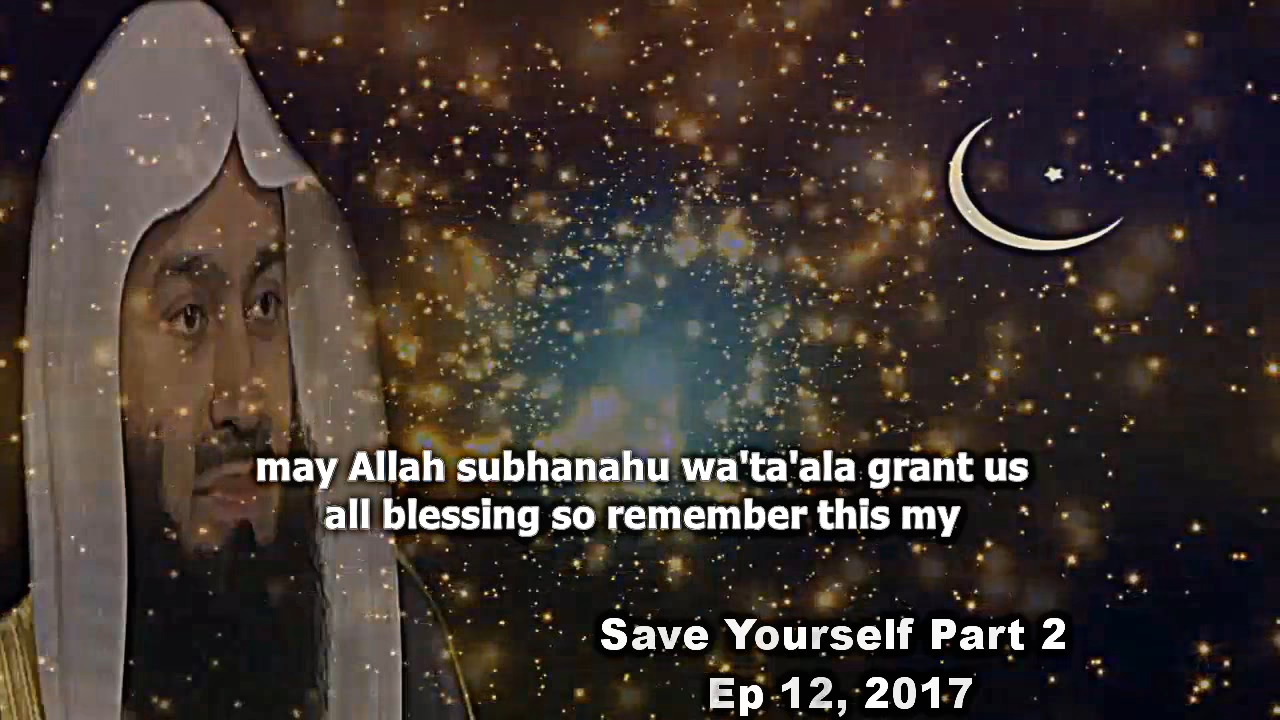 may Allah subhanahu wa'ta'ala grant us
all blessing so remember this my
Save Yourself Part 2
Ep 12, 2017